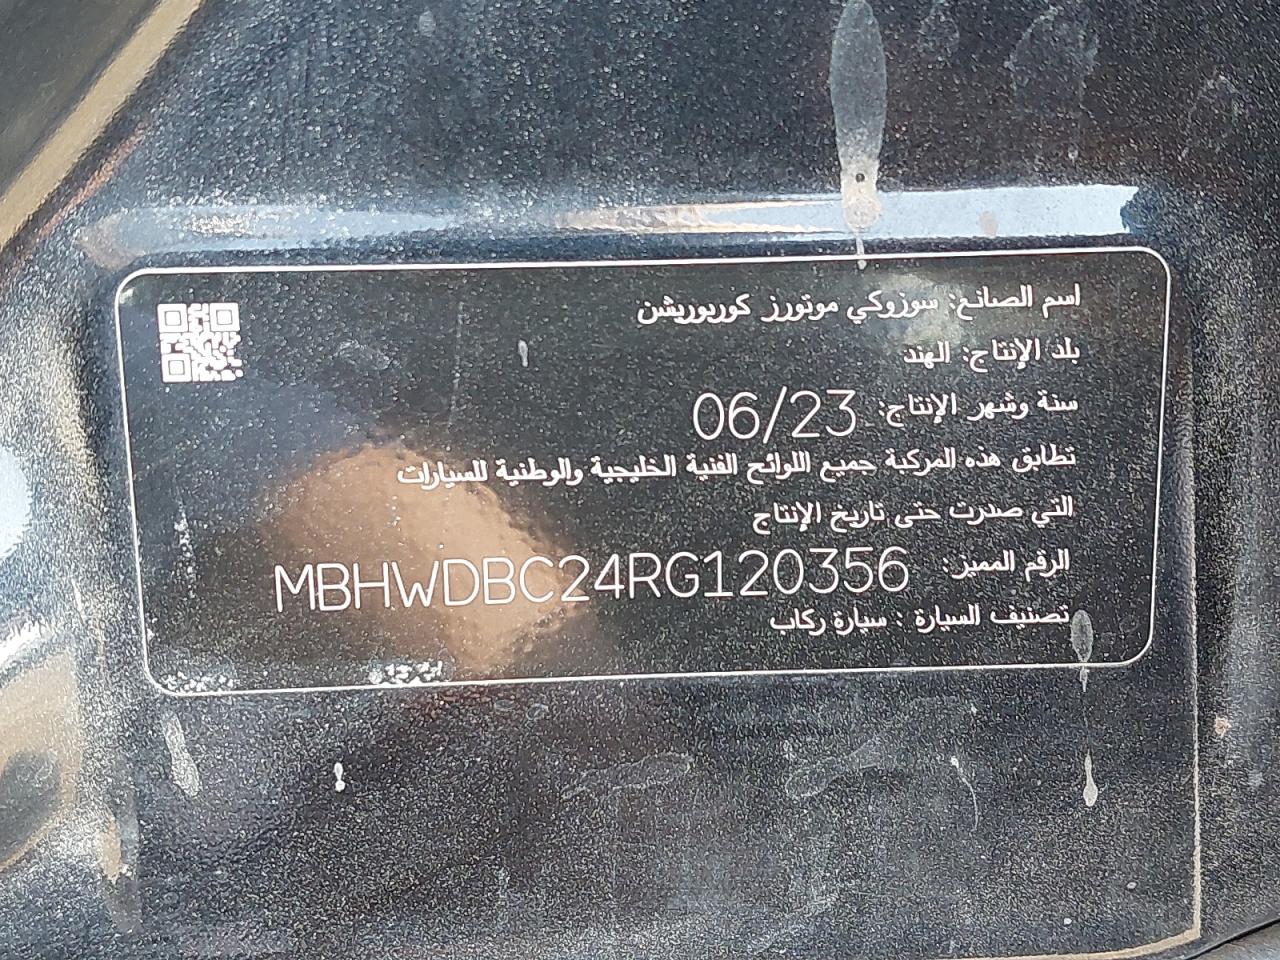 اسم الصانع: سوزوكي موتورز كوربوريشن
بلد الإنتاج: الهند
سنة وشهر الإنتاج: 06/23
تطابق هذه المركبة جميع اللوائح الفنية الخليجية والوطنية للسيارات
التي صدرت حتى تاريخ الإنتاج
الرقم المميز: MBHWDBC24RG120356
تصنيف السيارة : سيارة ركاب